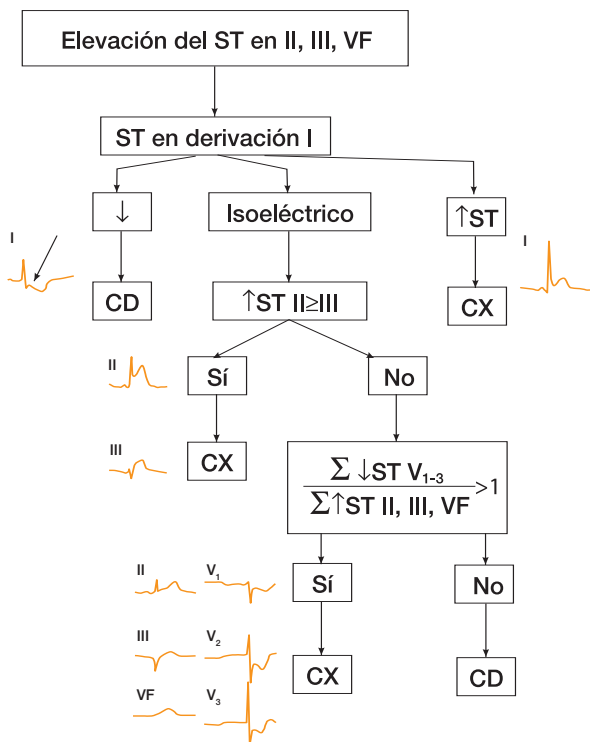 Elevación del ST en II, III, VF
ST en derivación I
↓
Isoeléctrico
↑ST
I
I
CD
↑ST II≥III
CX
II
Sí
No
III
CX
Σ ↓ST V1-3
Σ↑ST II, III, VF
>1
II
V1
Sí
No
III
V2
CX
CD
VF
V3